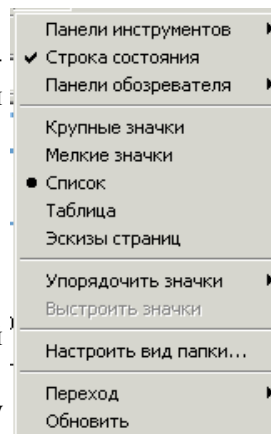 Панели инструментов
Строка состояния
Панели обозревателя
Крупные значки
Мелкие значки
Список
Таблица
Эскизы страниц
Упорядочить значки
Выстроить значки
Настроить вид папки...
Переход
Обновить